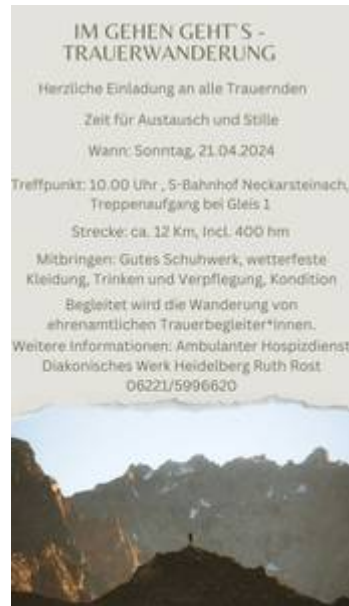 IM GEHEN GEHT`S -
TRAUERWANDERUNG
Herzliche Einladung an alle Trauernden
Zeit für Austausch und Stille
Wann: Sonntag, 21.04.2024
Treffpunkt: 10.00 Uhr , S-Bahnhof Neckarsteinach,
Treppenaufgang bei Gleis 1
Strecke: ca. 12 Km, Incl. 400 hm
Mitbringen: Gutes Schuhwerk, wetterfeste
Kleidung, Trinken und Verpflegung, Kondition
Begleitet wird die Wanderung von
ehrenamtlichen Trauerbegleiter*innen.
Weitere Informationen: Ambulanter Hospizdienst
Diakonisches Werk Heidelberg Ruth Rost
06221/5996620